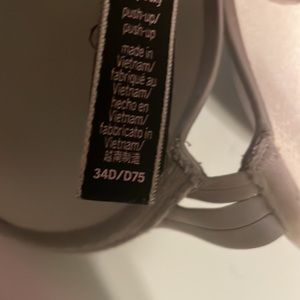 push-up/
push-up
made in
Vietnam/
fabriqué au
Vietnam/
hecho en
Vietnam/
fabbricato in
Vietnam/
越南制造
34D/D75